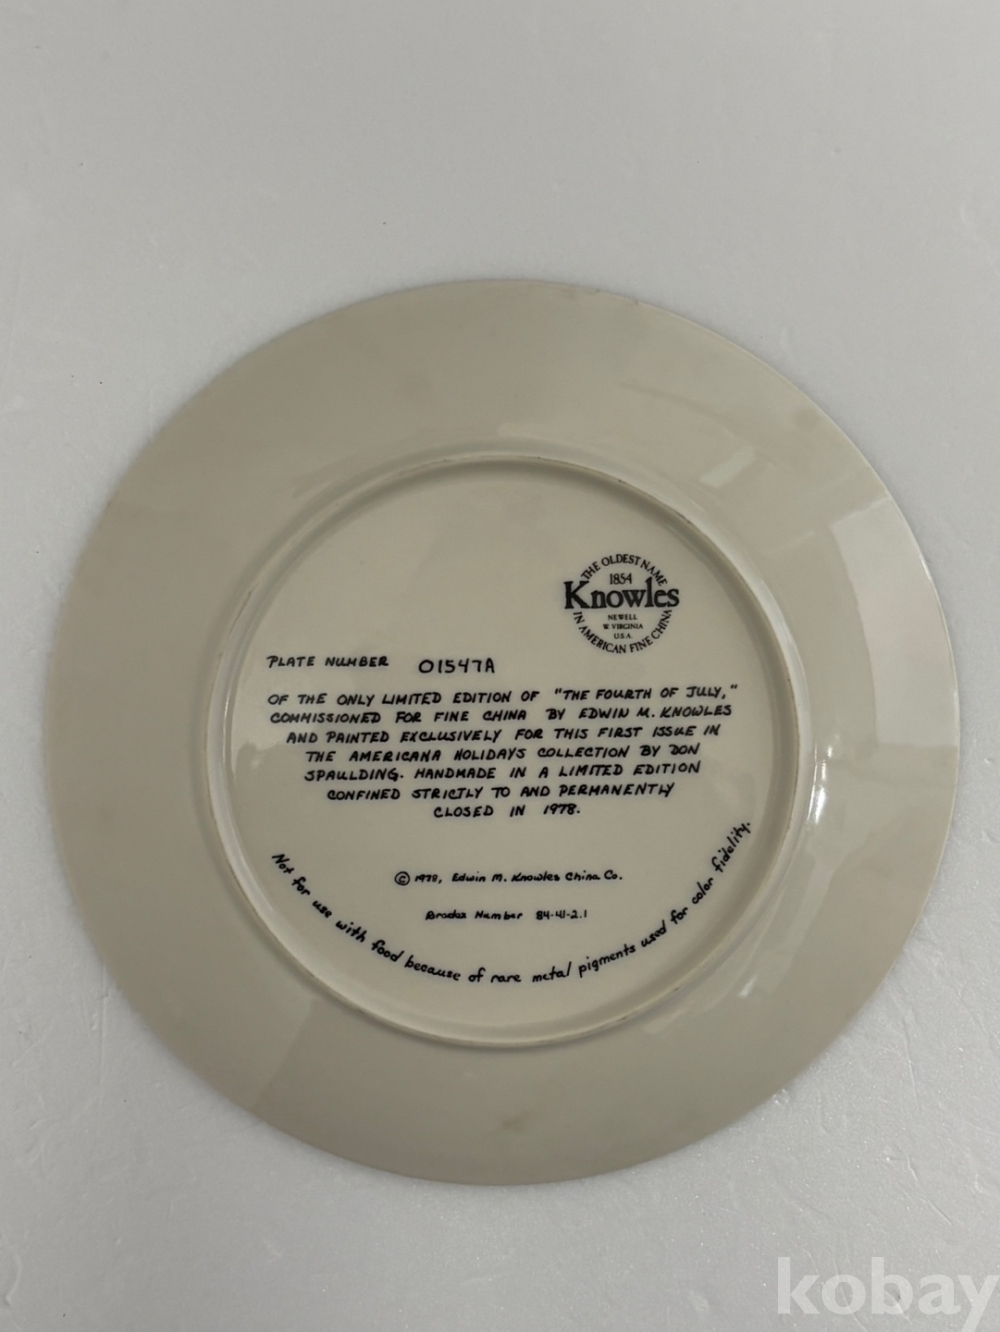 THE OLDEST NAME
1854
Knowles
NEWELL
W VIRGINIA
U.S.A.
IN AMERICAN FINE CHINA
PLATE NUMBER 01547A
OF THE ONLY LIMITED EDITION OF "THE FOURTH OF JULY,"
COMMISSIONED FOR FINE CHINA BY EDWIN M. KNOWLES
AND PAINTED EXCLUSIVELY FOR THIS FIRST ISSUE IN
THE AMERICANA HOLIDAYS COLLECTION BY DON
SPAULDING. HANDMADE IN A LIMITED EDITION
CONFINED STRICTLY TO AND PERMANENTLY
CLOSED IN 1978.
© 1978, Edwin M. Knowles China Co.
Bradex Number 84-41-2.1
Not for use with food because of rare metal pigments used for color fidelity.
kobay